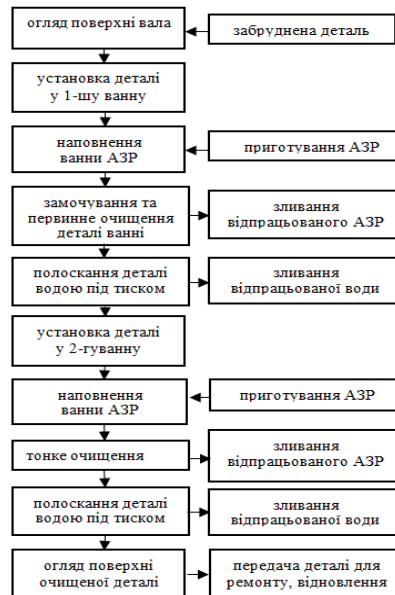 огляд поверхні вала
забруднена деталь
установка деталі
у 1-шу ванну
наповнення
ванни АЗР
приготування АЗР
замочування та
первинне очищення
деталі ванні
зливання
відпрацьованого АЗР
полоскання деталі
водою під тиском
зливання
відпрацьованої води
установка деталі
у 2-гуванну
наповнення
ванни АЗР
приготування АЗР
тонке очищення
зливання
відпрацьованого АЗР
полоскання деталі
водою під тиском
зливання
відпрацьованої води
огляд поверхні
очищеної деталі
передача деталі для
ремонту, відновлення